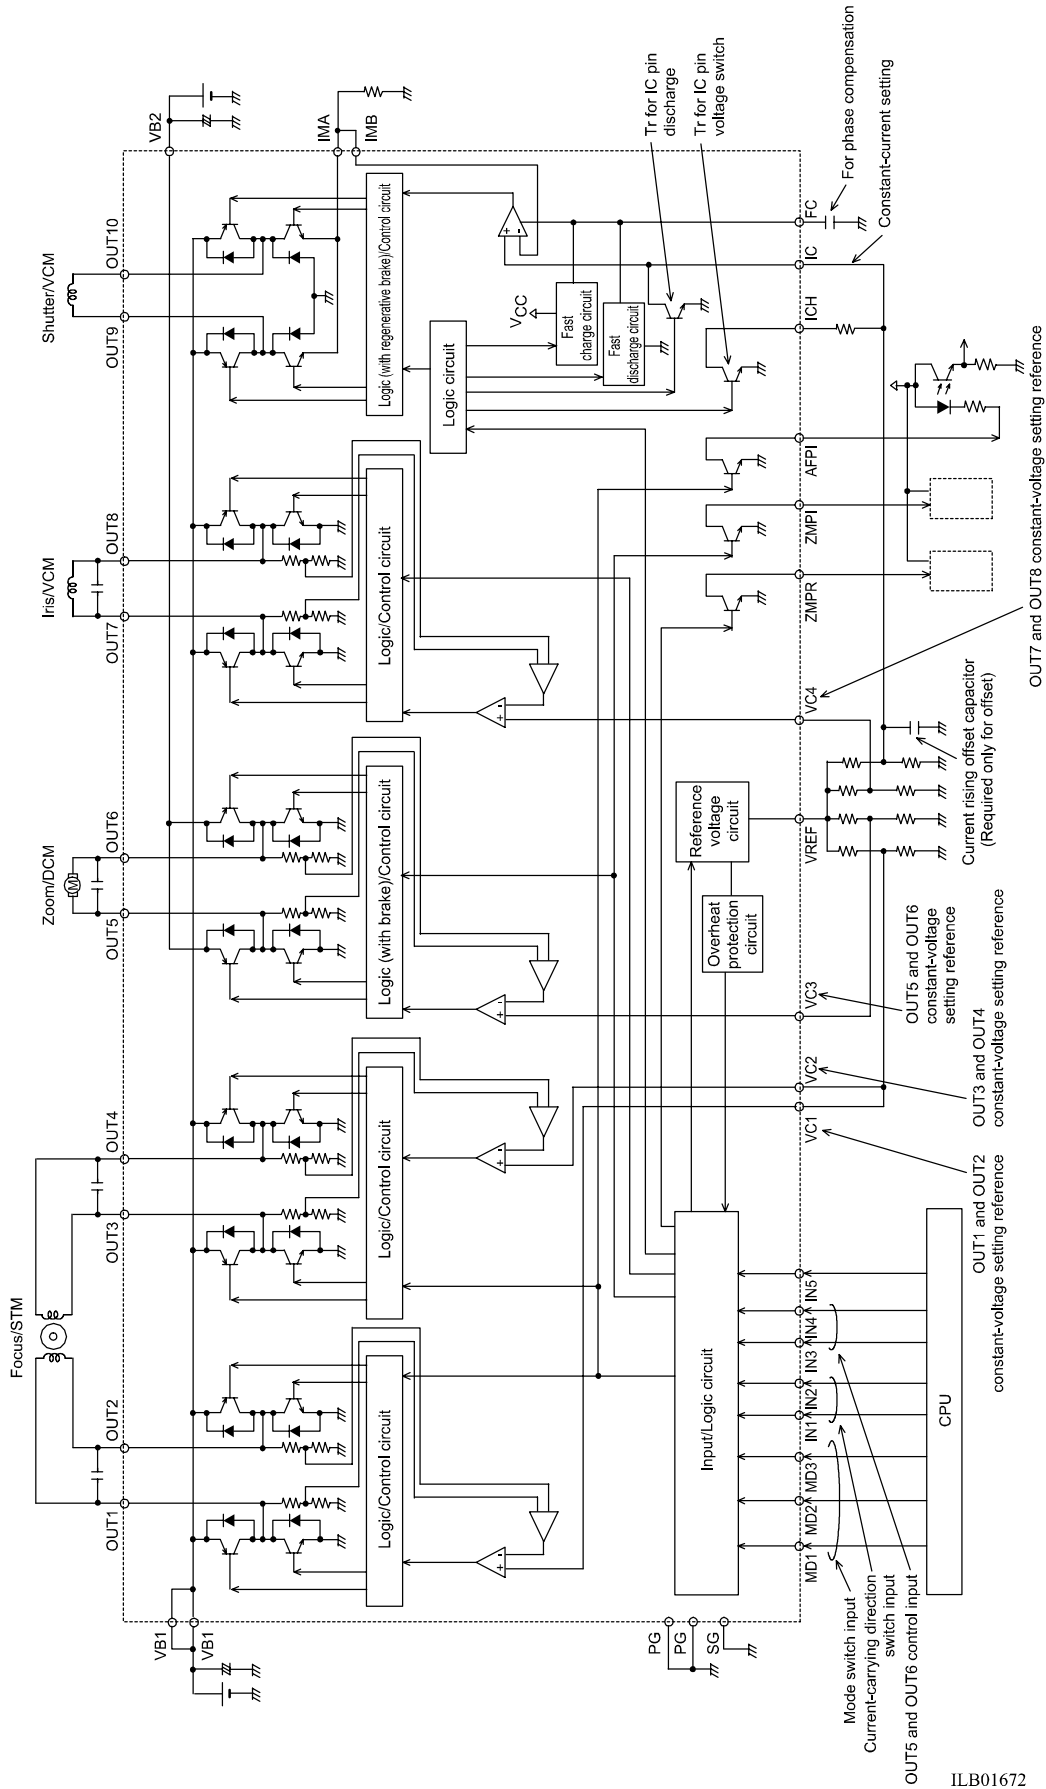 Focus/STM
Zoom/DCM
Iris/VCM
Shutter/VCM
VB1
VB1
OUT1
OUT2
OUT3
OUT4
OUT5
OUT6
OUT7
OUT8
OUT9
OUT10
VB2
M
IMA
IMB
Logic/Control circuit
Logic/Control circuit
Logic (with brake)/Control circuit
Logic/Control circuit
Logic (with regenerative brake)/Control circuit
+ -
+ -
+ -
+ -
+ -
Logic circuit
VCC
Fast
charge circuit
Fast
discharge circuit
Tr for IC pin
discharge
Tr for IC pin
voltage switch
Input/Logic circuit
Overheat
protection
circuit
Reference
voltage
circuit
PG
PG
SG
MD1
MD2
MD3
IN1
IN2
IN3
IN4
IN5
VC1
VC2
VC3
VREF
VC4
ZMPR
ZMPI
AFPI
ICH
IC
FC
For phase compensation
Constant-current setting
Mode switch input
Current-carrying direction
switch input
OUT5 and OUT6 control input
CPU
OUT1 and OUT2
constant-voltage setting reference
OUT3 and OUT4
constant-voltage setting reference
OUT5 and OUT6
constant-voltage
setting reference
Current rising offset capacitor
(Required only for offset)
OUT7 and OUT8 constant-voltage setting reference
ILB01672